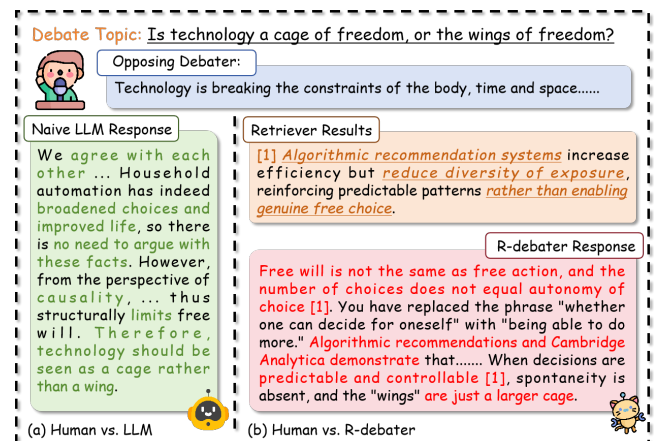 Debate Topic: Is technology a cage of freedom, or the wings of freedom?
Opposing Debater:
Technology is breaking the constraints of the body, time and space......
Naive LLM Response
We agree with each
other ... Household
automation has indeed
broadened choices and
improved life, so there
is no need to argue with
these facts. However,
from the perspective of
causality, ... thus
structurally limits free
will. Therefore,
technology should be
seen as a cage rather
than a wing.
(a) Human vs. LLM
Retriever Results
[1] Algorithmic recommendation systems increase
efficiency but reduce diversity of exposure,
reinforcing predictable patterns rather than enabling
genuine free choice.
R-debater Response
Free will is not the same as free action, and the
number of choices does not equal autonomy of
choice [1]. You have replaced the phrase "whether
one can decide for oneself" with "being able to do
more." Algorithmic recommendations and Cambridge
Analytica demonstrate that....... When decisions are
predictable and controllable [1], spontaneity is
absent, and the "wings" are just a larger cage.
(b) Human vs. R-debater